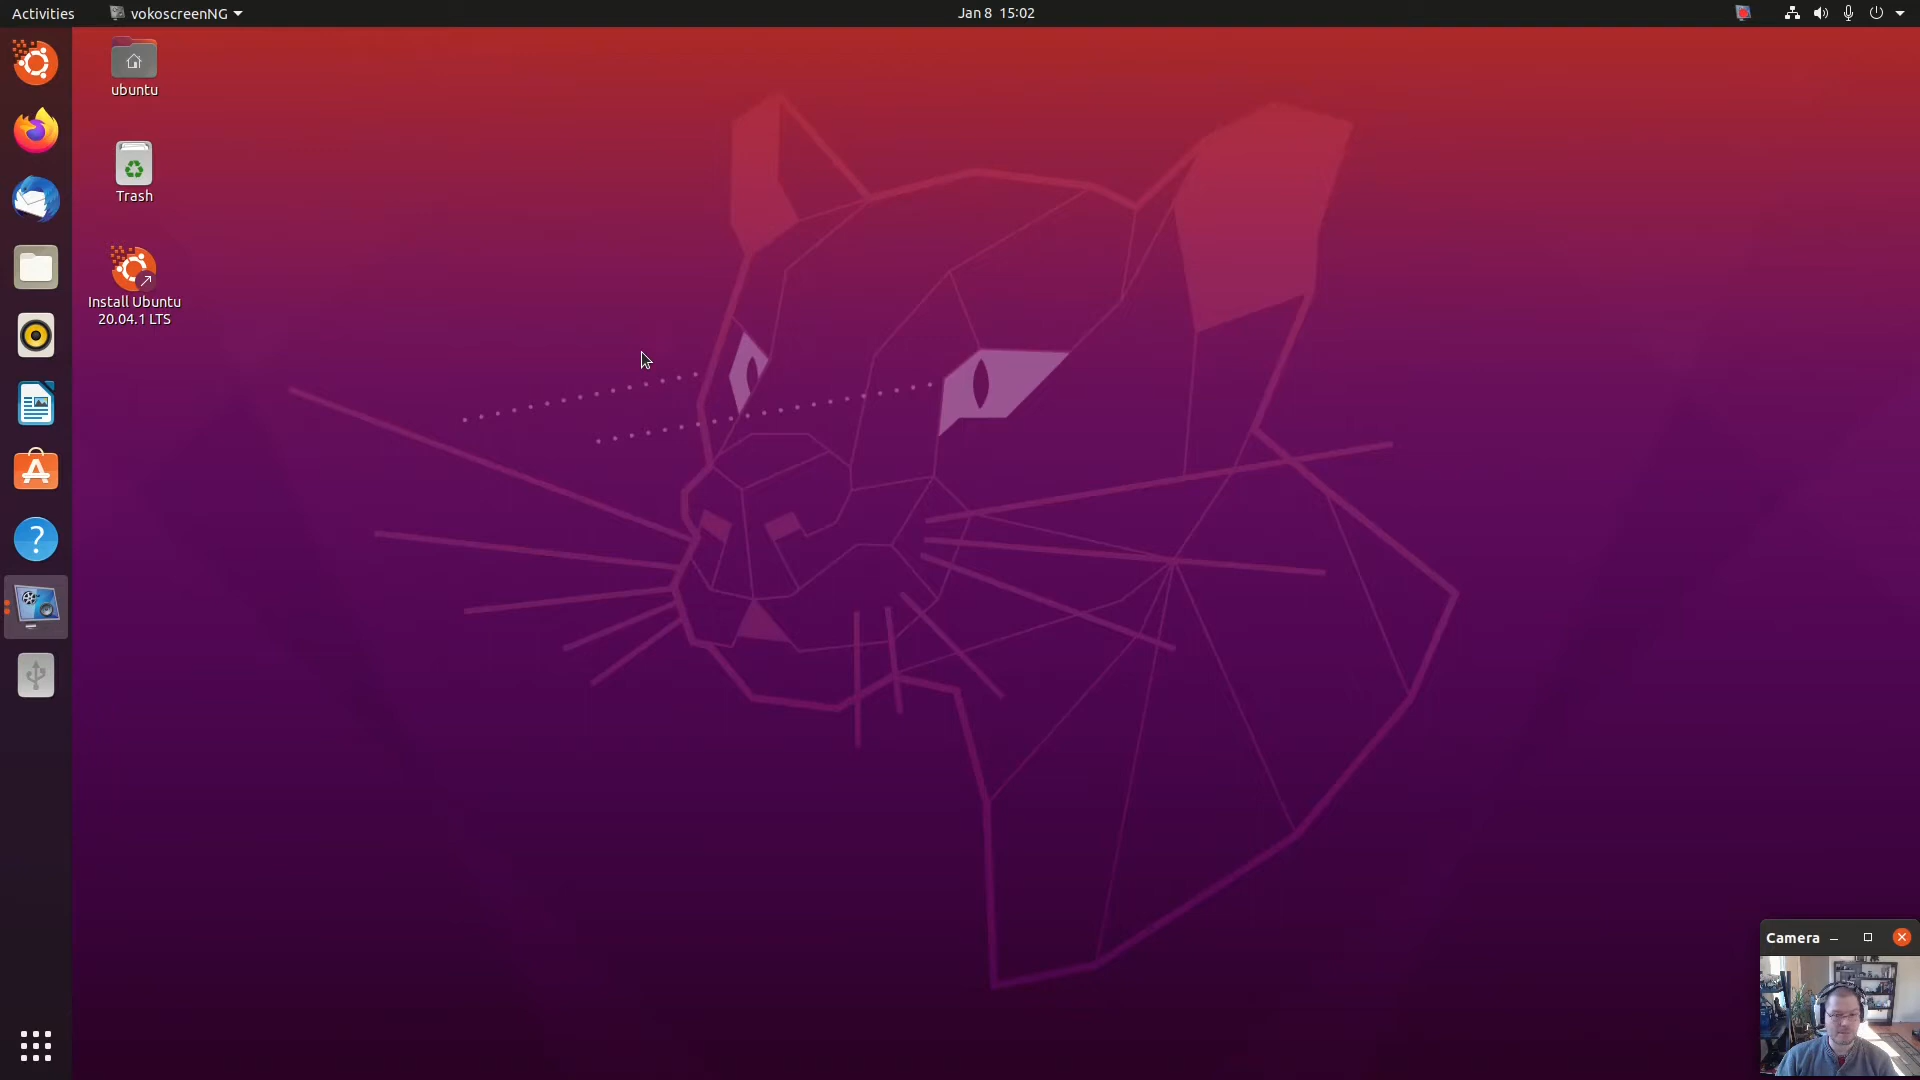 Activities
vokoscreenNG
Jan 8 15:02
ubuntu
Trash
Install Ubuntu
20.04.1 LTS
Camera